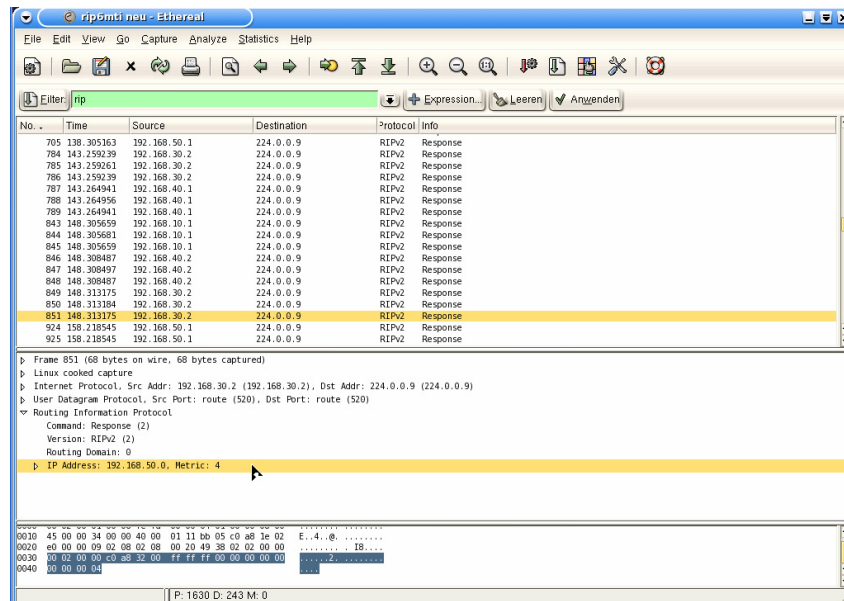 rip6mti neu - Ethereal
File Edit View Go Capture Analyze Statistics Help
Filter: rip Expression... Leeren Anwenden
No. . Time Source Destination Protocol Info
705 138.305163 192.168.50.1 224.0.0.9 RIPv2 Response
784 143.259239 192.168.30.2 224.0.0.9 RIPv2 Response
785 143.259261 192.168.30.2 224.0.0.9 RIPv2 Response
786 143.259239 192.168.30.2 224.0.0.9 RIPv2 Response
787 143.264941 192.168.40.1 224.0.0.9 RIPv2 Response
788 143.264956 192.168.40.1 224.0.0.9 RIPv2 Response
789 143.264941 192.168.40.1 224.0.0.9 RIPv2 Response
843 148.305659 192.168.10.1 224.0.0.9 RIPv2 Response
844 148.305681 192.168.10.1 224.0.0.9 RIPv2 Response
845 148.305659 192.168.10.1 224.0.0.9 RIPv2 Response
846 148.308487 192.168.40.2 224.0.0.9 RIPv2 Response
847 148.308497 192.168.40.2 224.0.0.9 RIPv2 Response
848 148.308487 192.168.40.2 224.0.0.9 RIPv2 Response
849 148.313175 192.168.30.2 224.0.0.9 RIPv2 Response
850 148.313184 192.168.30.2 224.0.0.9 RIPv2 Response
851 148.313175 192.168.30.2 224.0.0.9 RIPv2 Response
924 158.218545 192.168.50.1 224.0.0.9 RIPv2 Response
925 158.218545 192.168.50.1 224.0.0.9 RIPv2 Response
Frame 851 (68 bytes on wire, 68 bytes captured)
Linux cooked capture
Internet Protocol, Src Addr: 192.168.30.2 (192.168.30.2), Dst Addr: 224.0.0.9 (224.0.0.9)
User Datagram Protocol, Src Port: route (520), Dst Port: route (520)
Routing Information Protocol
Command: Response (2)
Version: RIPv2 (2)
Routing Domain: 0
IP Address: 192.168.50.0, Metric: 4
0010 45 00 00 34 00 00 40 00 01 11 bb 05 c0 a8 1e 02 E..4..@. ........
0020 e0 00 00 09 02 08 02 08 00 20 49 38 02 02 00 00 ........ . I8....
0030 00 02 00 00 c0 a8 32 00 ff ff ff 00 00 00 00 00 ......2. ........
0040 00 00 00 04 ....
P: 1630 D: 243 M: 0